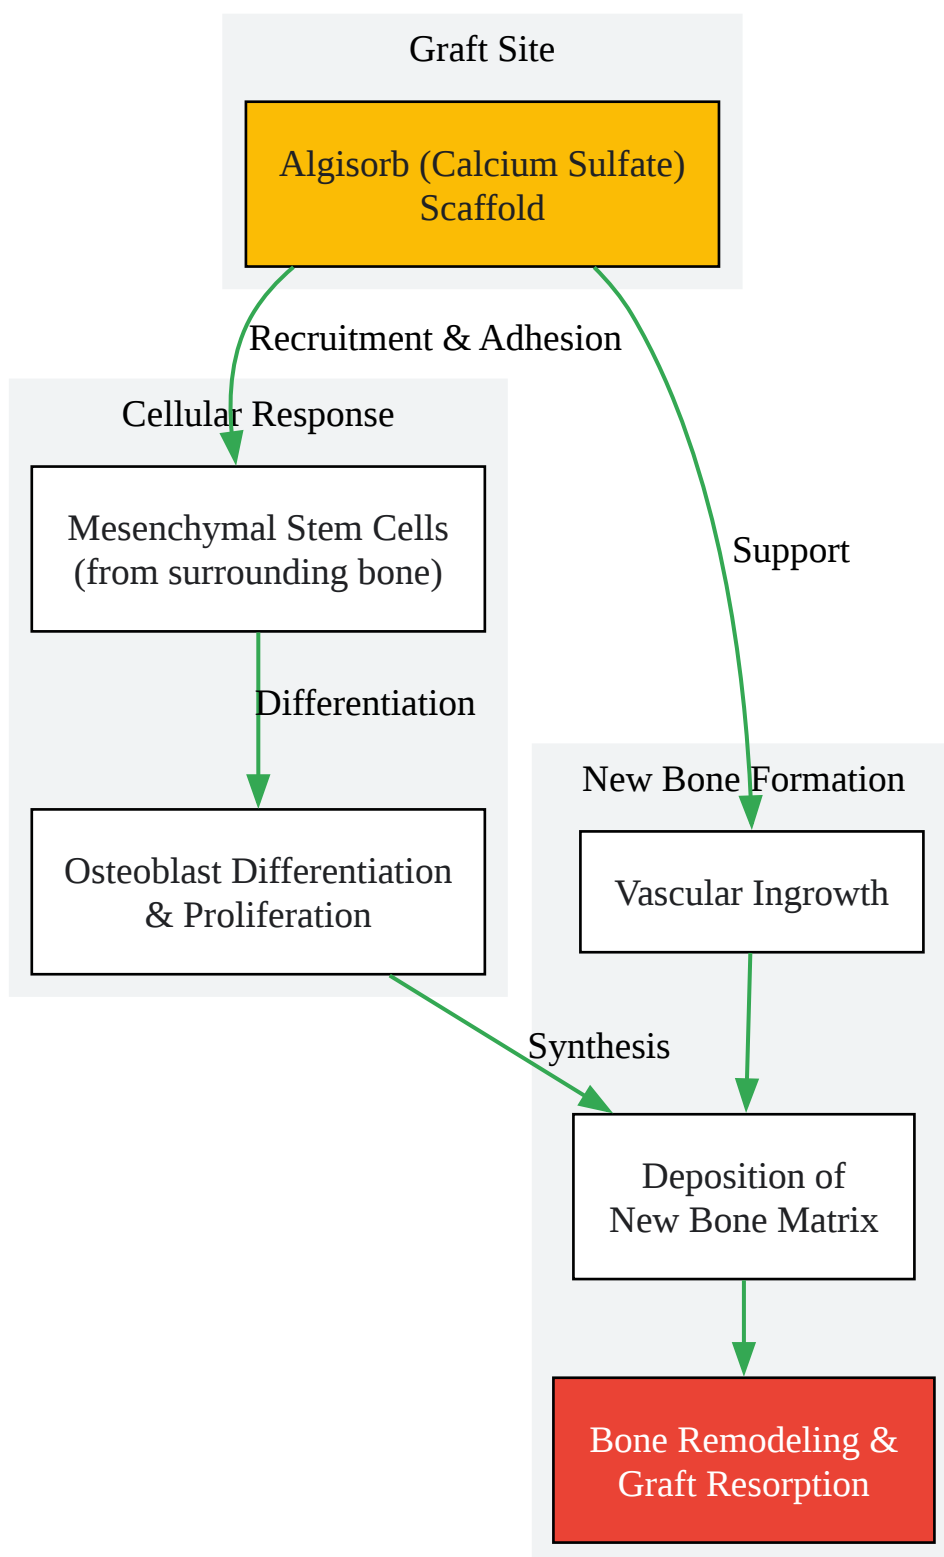 Graft Site
Algisorb (Calcium Sulfate)
Scaffold
Recruitment & Adhesion
Cellular Response
Mesenchymal Stem Cells
(from surrounding bone)
Support
Differentiation
New Bone Formation
Osteoblast Differentiation
& Proliferation
Vascular Ingrowth
Synthesis
Deposition of
New Bone Matrix
Bone Remodeling &
Graft Resorption